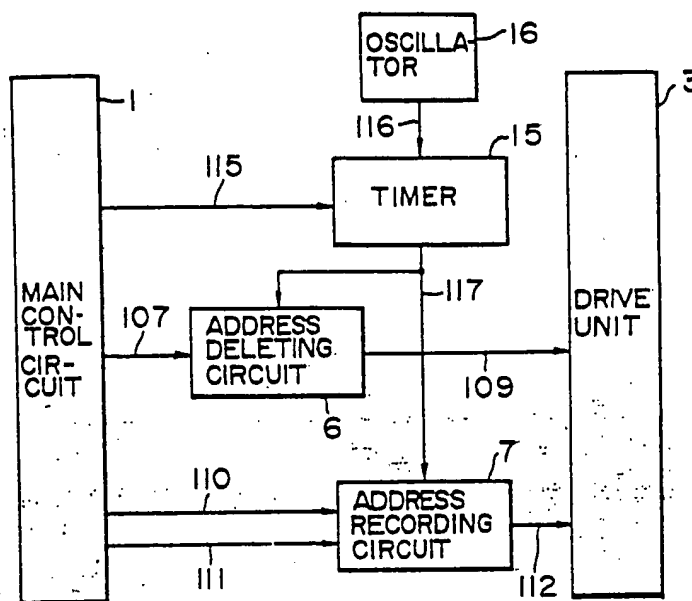 OSCILLA
TOR
16
1
3
116
15
115
TIMER
117
MAIN
CON-
TROL
CIR-
CUIT
107
ADDRESS
DELETING
CIRCUIT
DRIVE
UNIT
109
6
7
110
ADDRESS
RECORDING
CIRCUIT
111
112